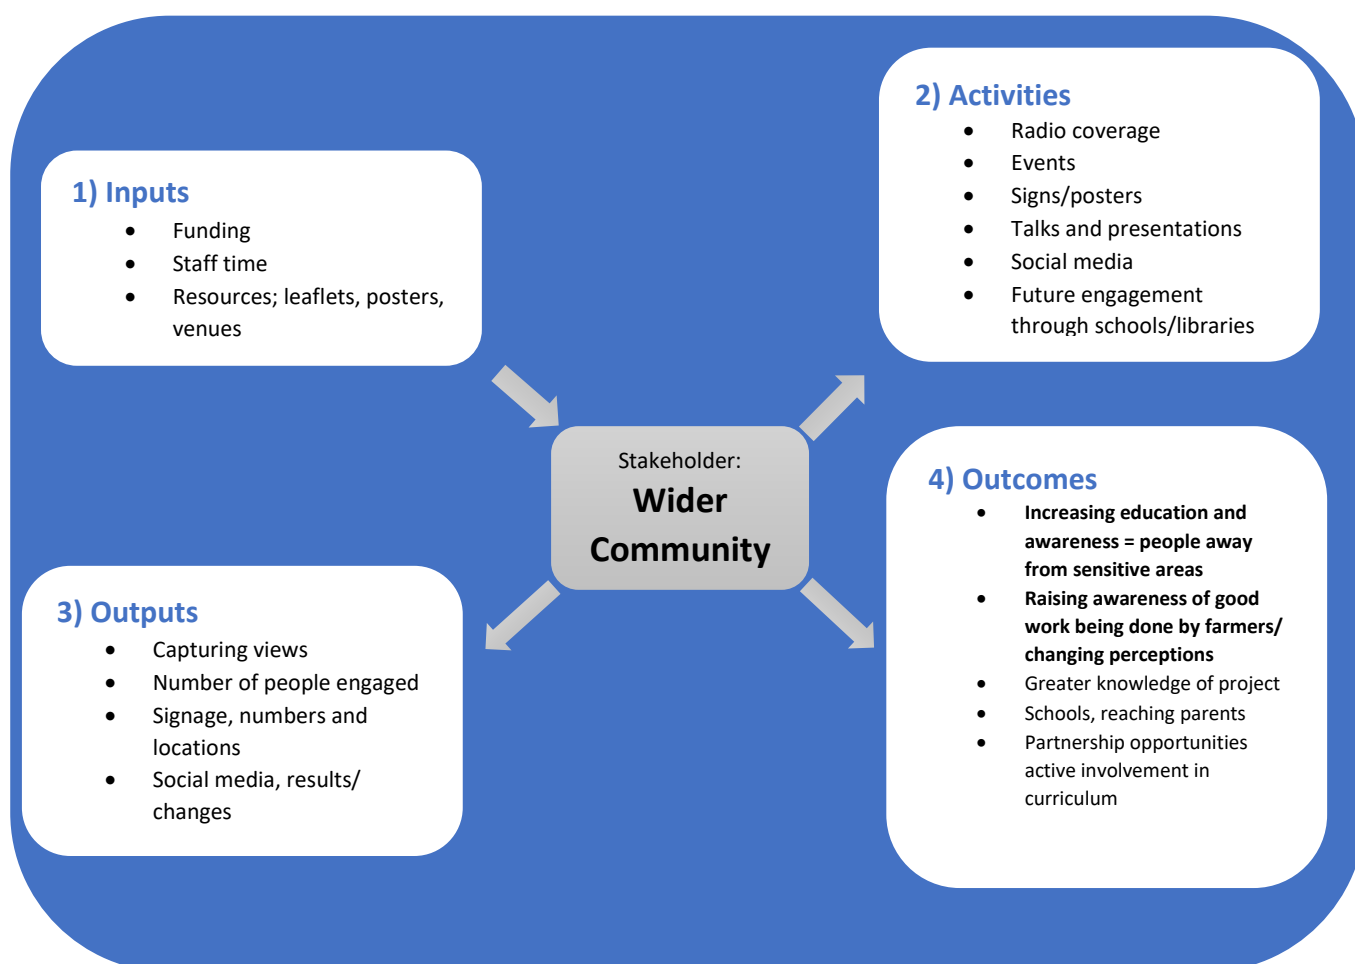 1) Inputs
• Funding
• Staff time
• Resources; leaflets, posters,
venues
2) Activities
• Radio coverage
• Events
• Signs/posters
• Talks and presentations
• Social media
• Future engagement
through schools/libraries
Stakeholder:
Wider
Community
3) Outputs
• Capturing views
• Number of people engaged
• Signage, numbers and
locations
• Social media, results/
changes
4) Outcomes
• Increasing education and
awareness = people away
from sensitive areas
• Raising awareness of good
work being done by farmers/
changing perceptions
• Greater knowledge of project
• Schools, reaching parents
• Partnership opportunities
active involvement in
curriculum